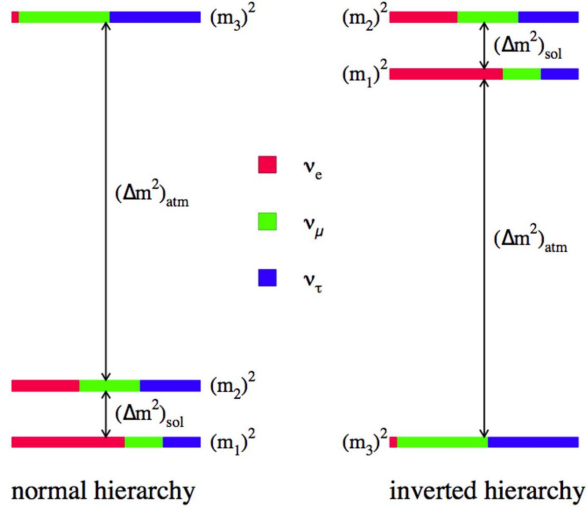 (m₃)²
(Δm²)atm
(m₂)²
(Δm²)sol
(m₁)²
normal hierarchy
νe
νμ
ντ
(m₂)²
(Δm²)sol
(m₁)²
(Δm²)atm
(m₃)²
inverted hierarchy